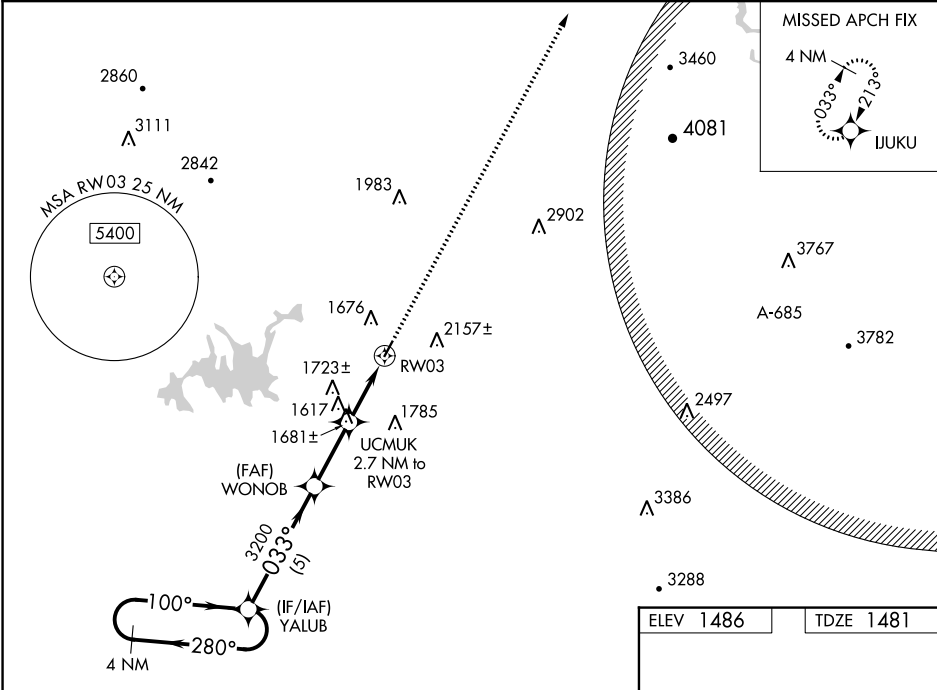 MISSED APCH FIX
4 NM
033°
213°
IJUKU
2860
3111
2842
3460
4081
MSA RW03 25 NM
5400
1983
2902
3767
A-685
3782
1676
2157±
RW03
1723±
1617
1681±
1785
2497
UCMUK
2.7 NM to
RW03
(FAF)
WONOB
3386
3200
033°
(5)
3288
100°
(IF/IAF)
YALUB
280°
4 NM
ELEV 1486
TDZE 1481